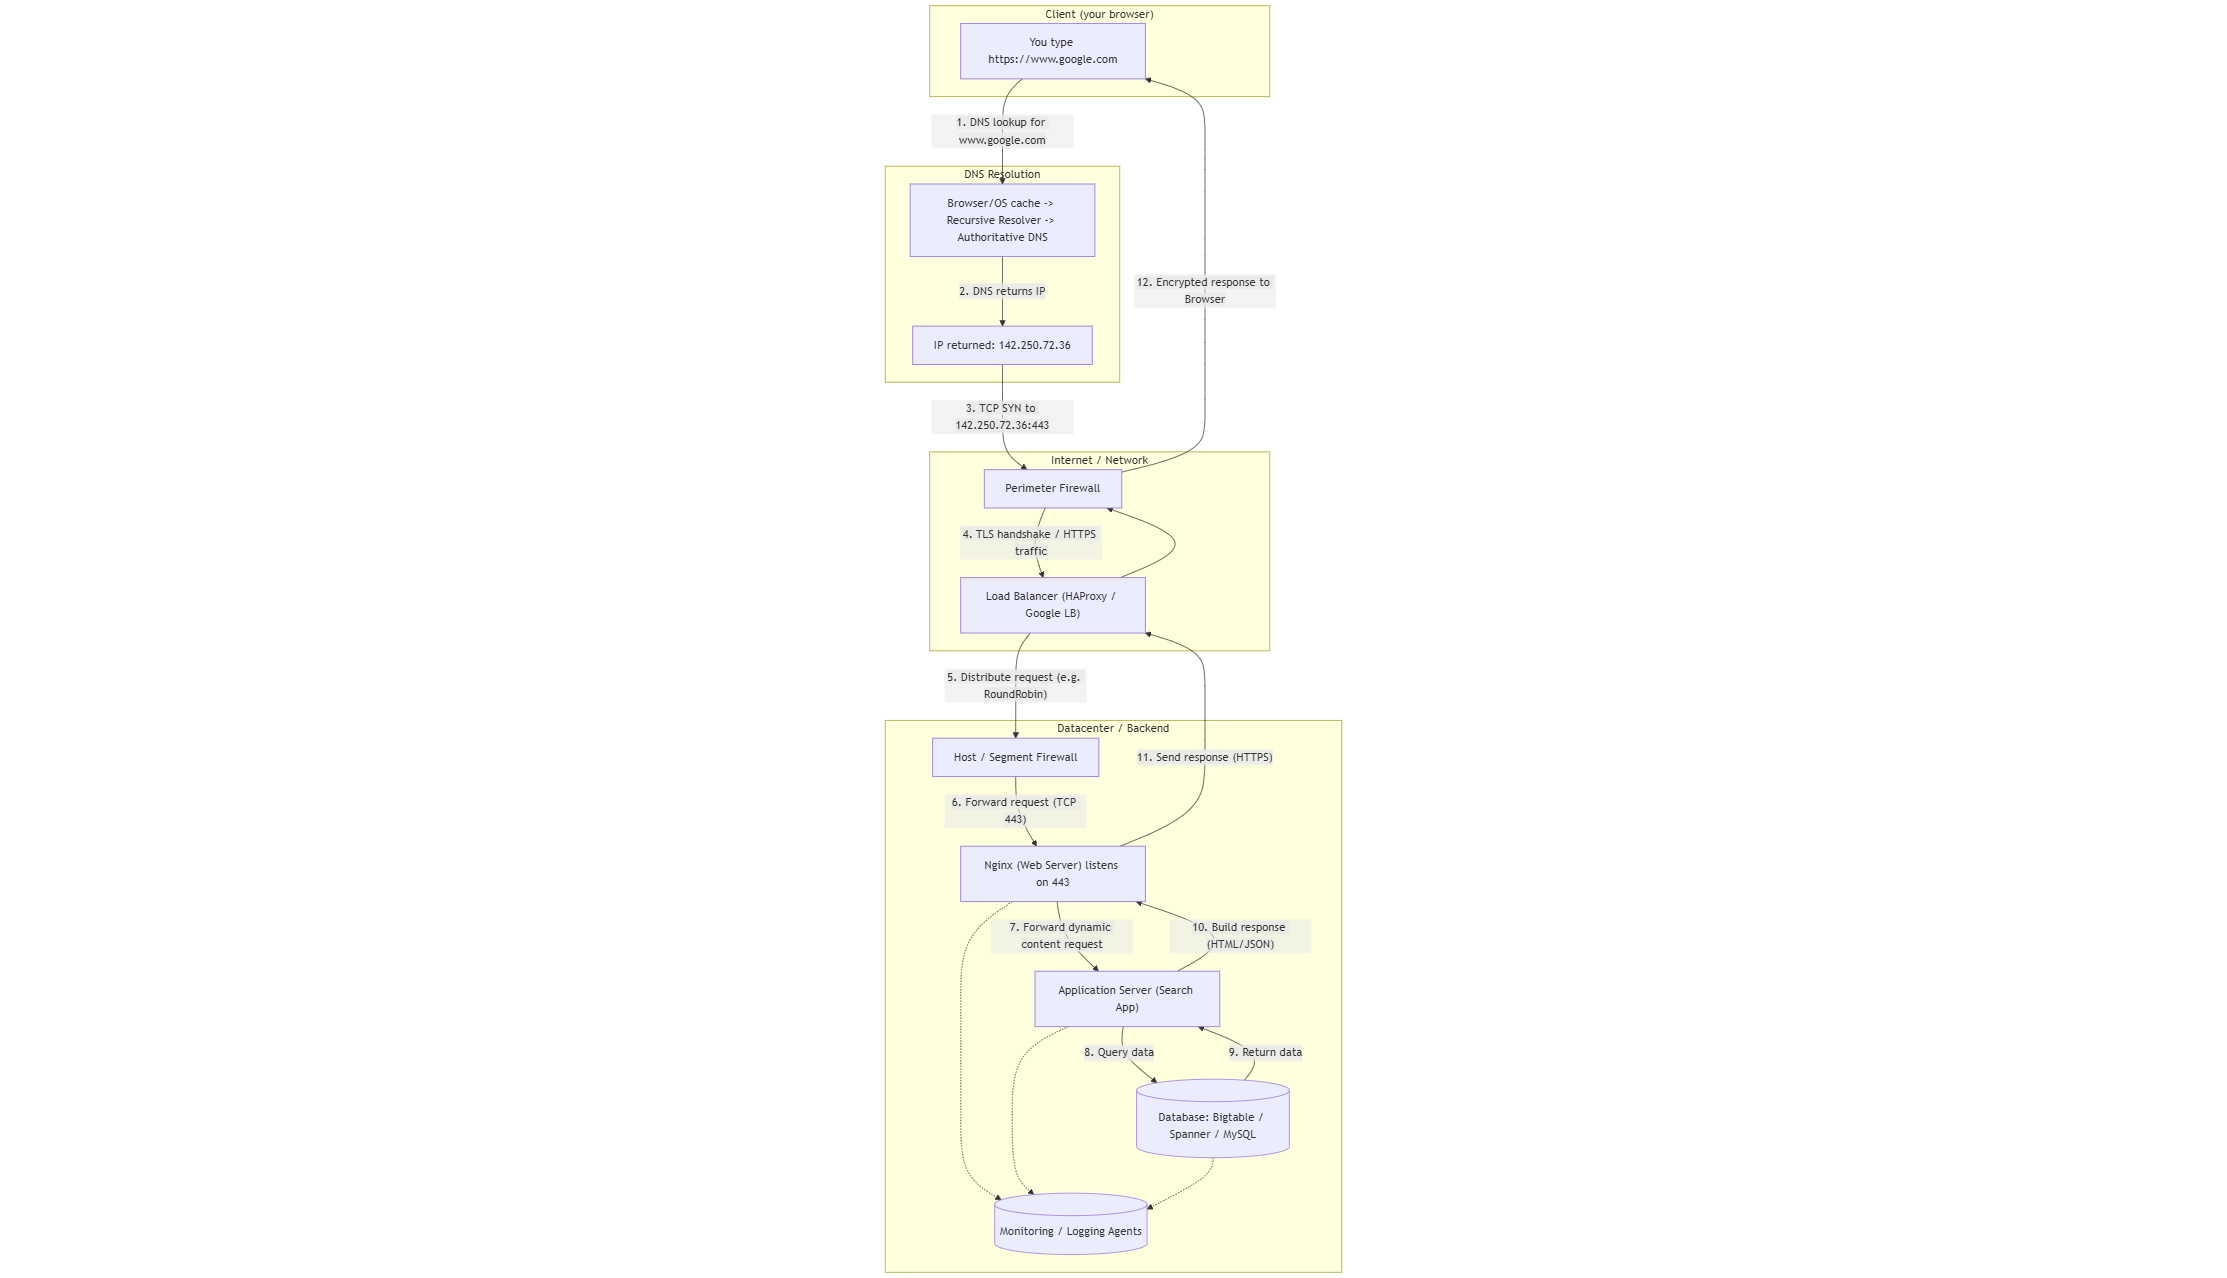 Client (your browser)
You type
https://www.google.com
1. DNS lookup for
www.google.com
DNS Resolution
Browser/OS cache ->
Recursive Resolver ->
Authoritative DNS
12. Encrypted response to
Browser
2. DNS returns IP
IP returned: 142.250.72.36
3. TCP SYN to
142.250.72.36:443
Internet / Network
Perimeter Firewall
4. TLS handshake / HTTPS
traffic
Load Balancer (HAProxy /
Google LB)
5. Distribute request (e.g.
RoundRobin)
Datacenter / Backend
Host / Segment Firewall
11. Send response (HTTPS)
6. Forward request (TCP
443)
Nginx (Web Server) listens
on 443
7. Forward dynamic
content request
10. Build response
(HTML/JSON)
Application Server (Search
App)
8. Query data
9. Return data
Database: Bigtable /
Spanner / MySQL
Monitoring / Logging Agents